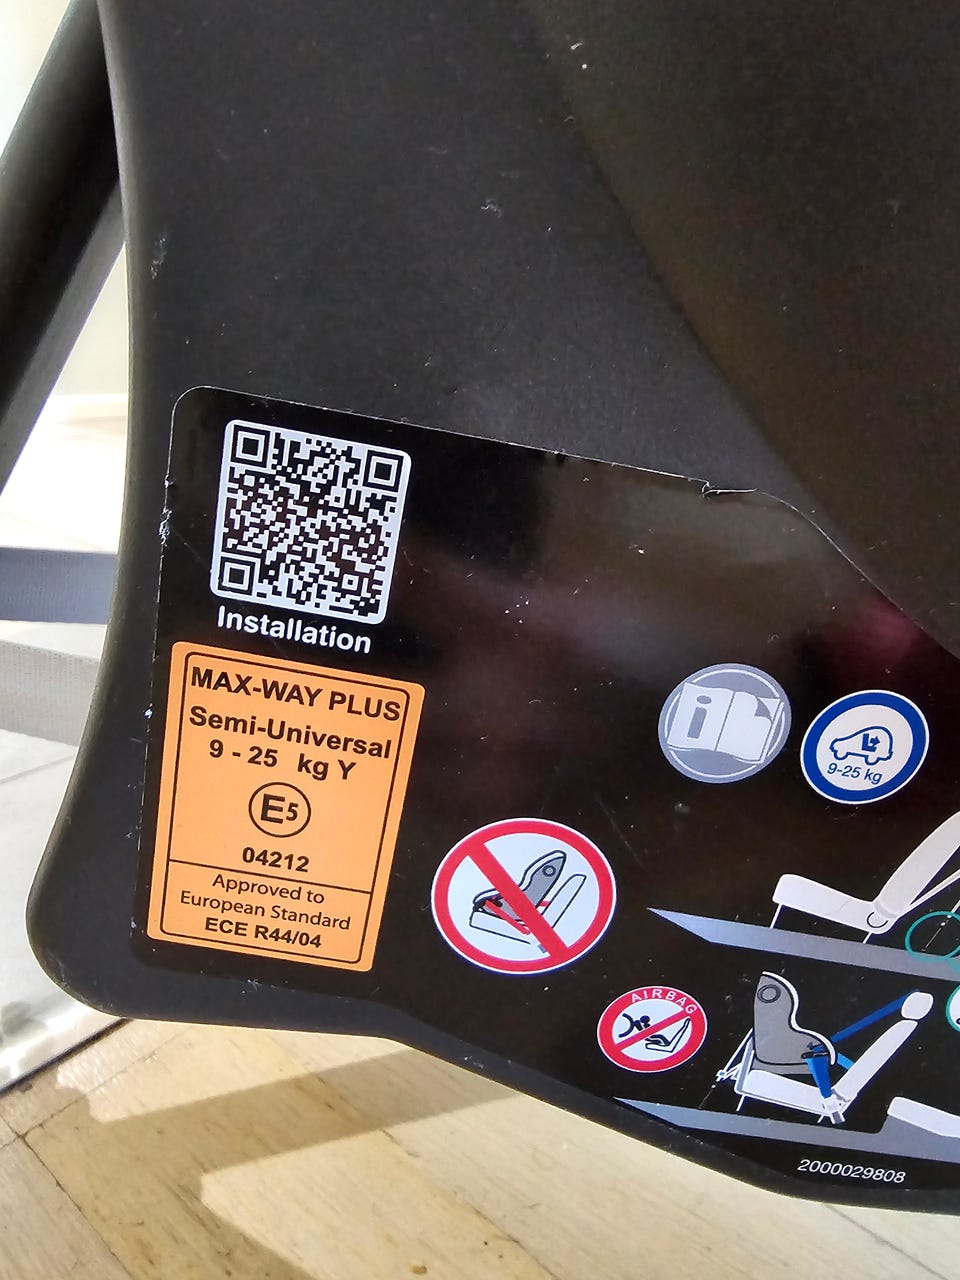 Installation
MAX-WAY PLUS
Semi-Universal
9 - 25 kg Y
E5
04212
Approved to
European Standard
ECE R44/04
i
9-25 kg
AIRBAG
2000029808